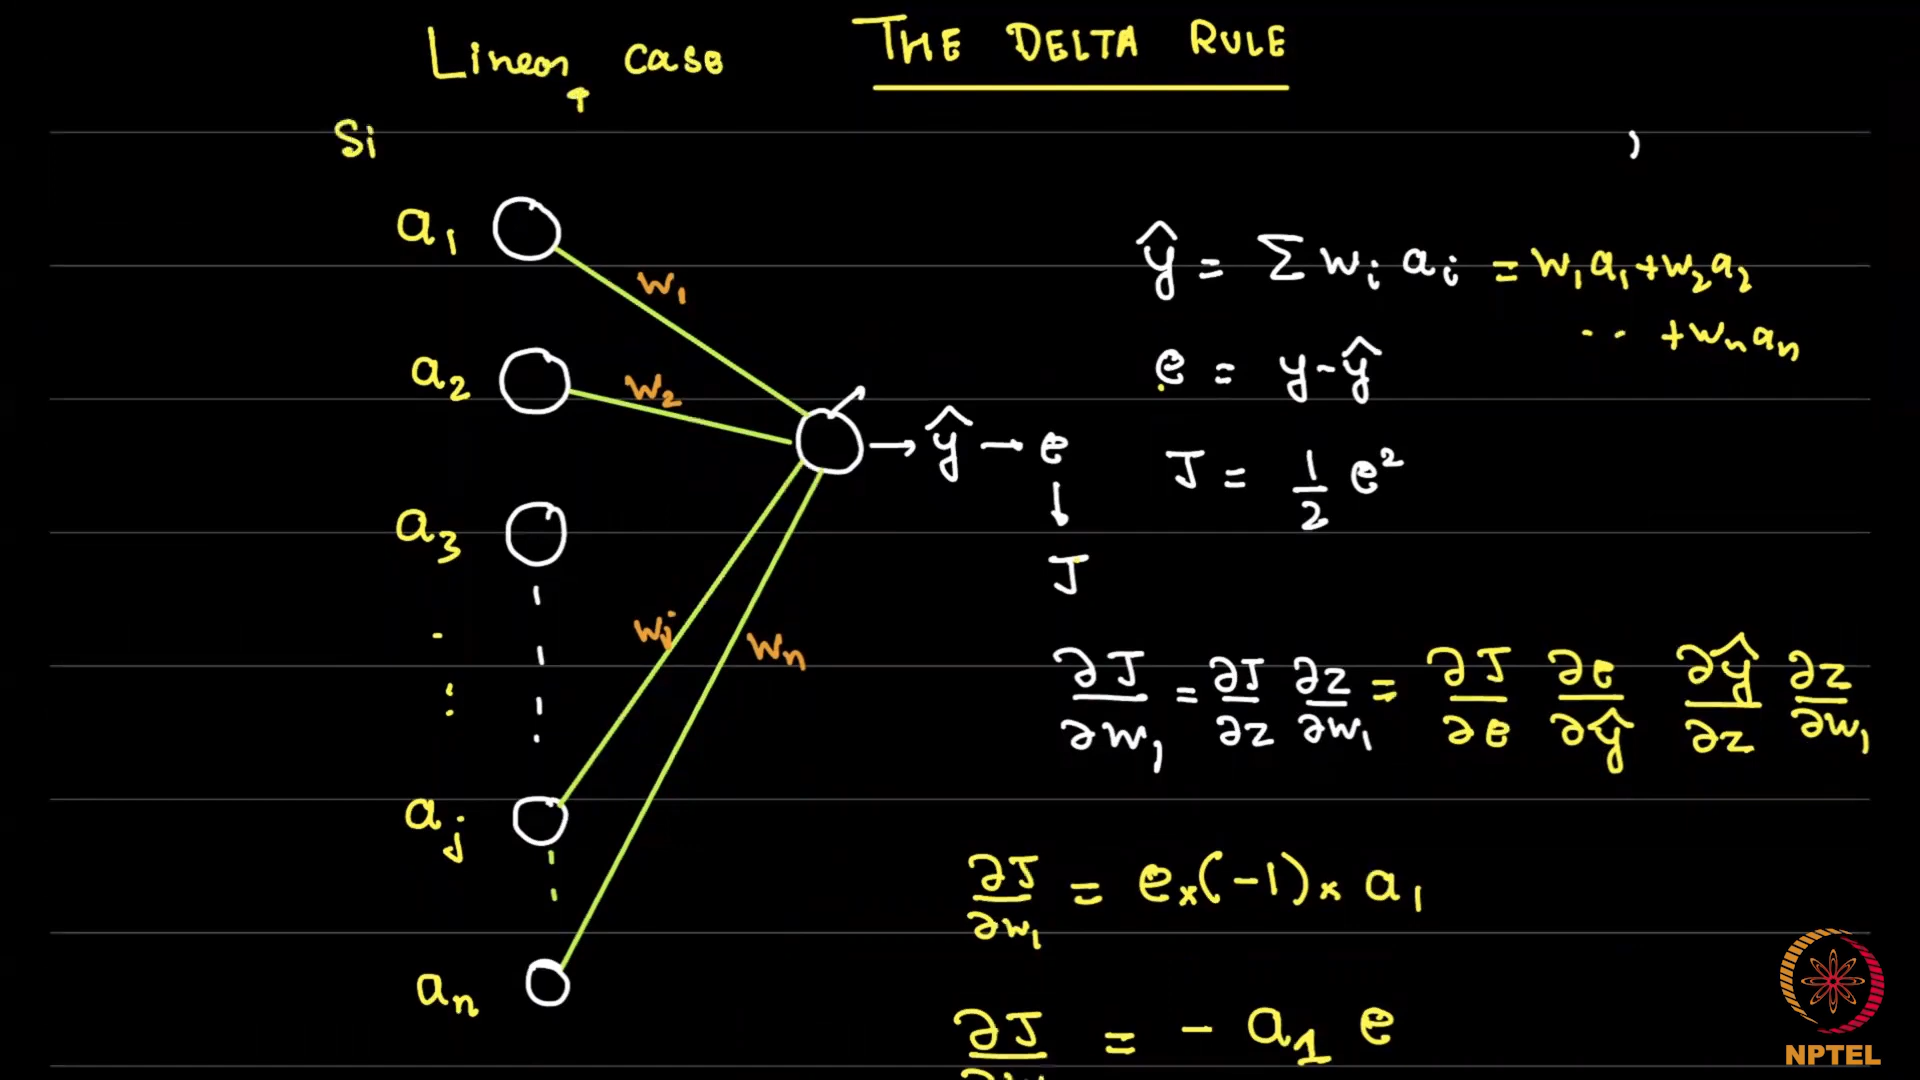 Linear case THE DELTA RULE
Si
a₁ w₁
ŷ = Σ wᵢ aᵢ = w₁a₁+w₂a₂
.. +wₙaₙ
a₂ w₂
e = y-ŷ
→ ŷ → e
J = 1/2 e²
a₃
↓
J
wⱼ wₙ
∂J/∂w₁ = ∂J/∂z ∂z/∂w₁ = ∂J/∂e ∂e/∂ŷ ∂ŷ/∂z ∂z/∂w₁
aⱼ
∂J/∂w₁ = e×(-1)× a₁
aₙ
∂J = - a₁ e
NPTEL